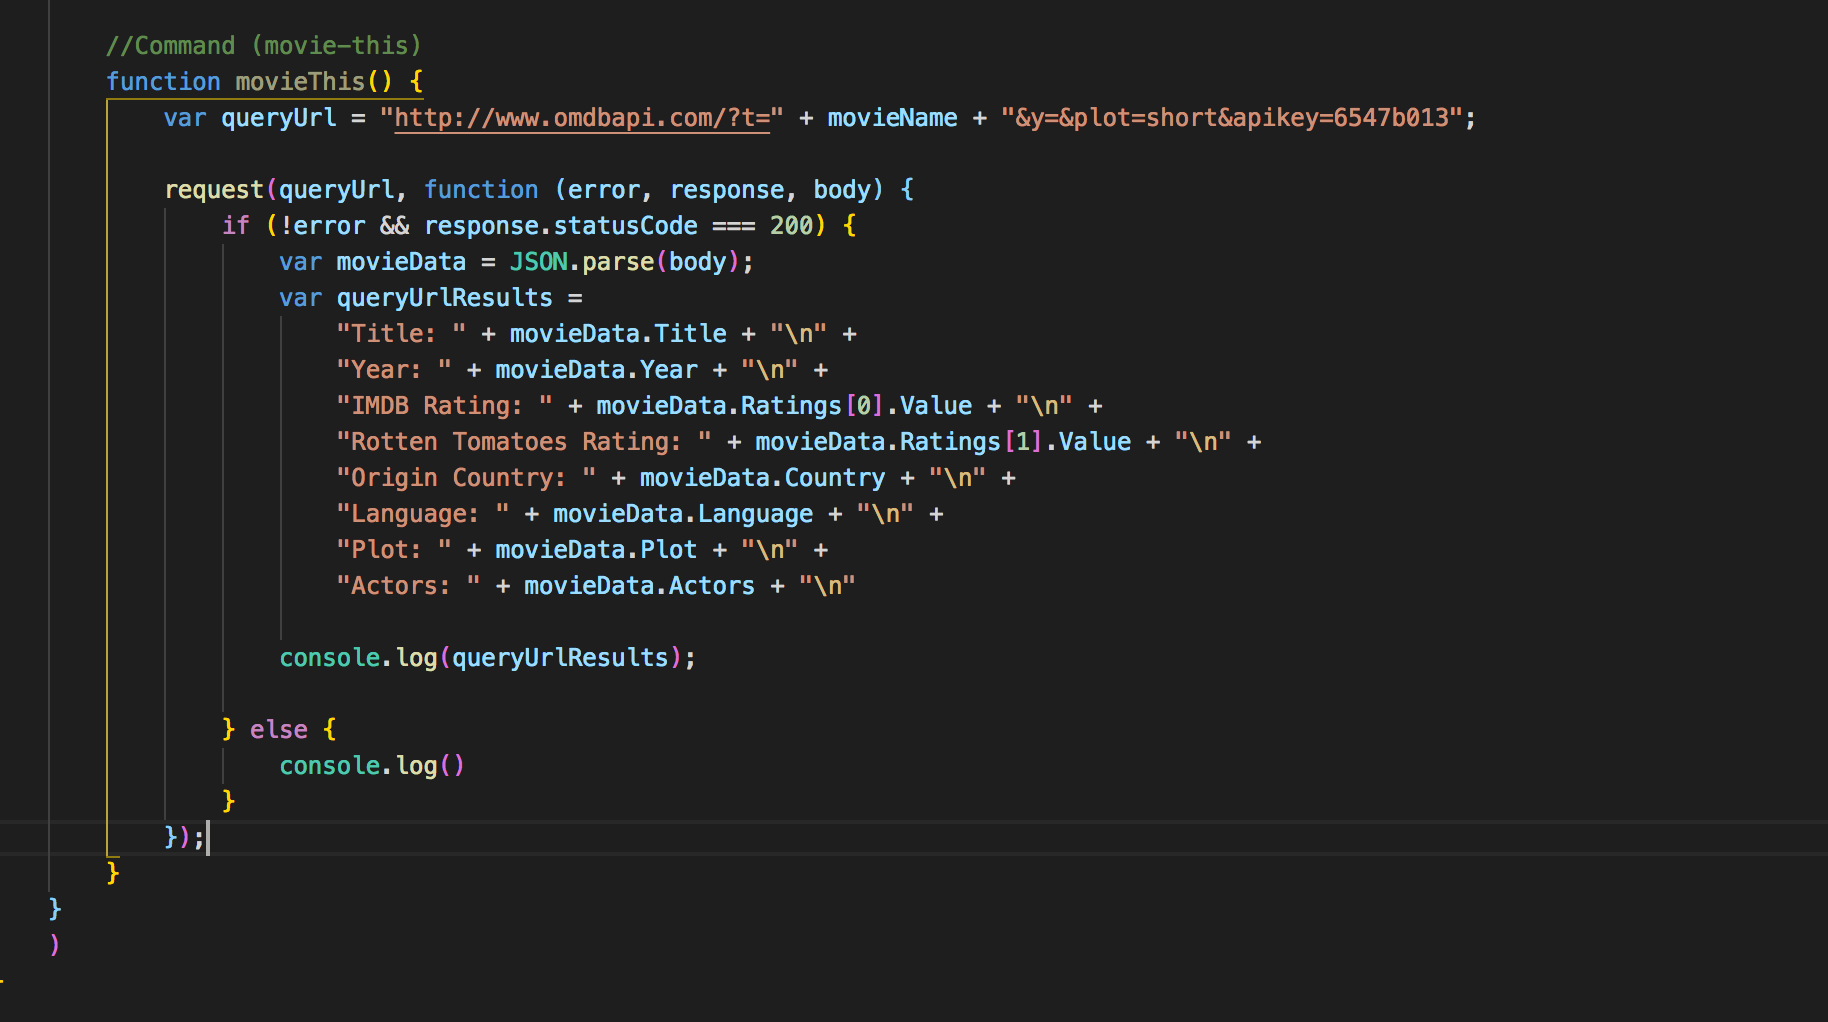 //Command (movie-this)
function movieThis() {
var queryUrl = "http://www.omdbapi.com/?t=" + movieName + "&y=&plot=short&apikey=6547b013";
request(queryUrl, function (error, response, body) {
if (!error && response.statusCode === 200) {
var movieData = JSON.parse(body);
var queryUrlResults =
"Title: " + movieData.Title + "\n" +
"Year: " + movieData.Year + "\n" +
"IMDB Rating: " + movieData.Ratings[0].Value + "\n" +
"Rotten Tomatoes Rating: " + movieData.Ratings[1].Value + "\n" +
"Origin Country: " + movieData.Country + "\n" +
"Language: " + movieData.Language + "\n" +
"Plot: " + movieData.Plot + "\n" +
"Actors: " + movieData.Actors + "\n"
console.log(queryUrlResults);
} else {
console.log()
}
});
}
}
)